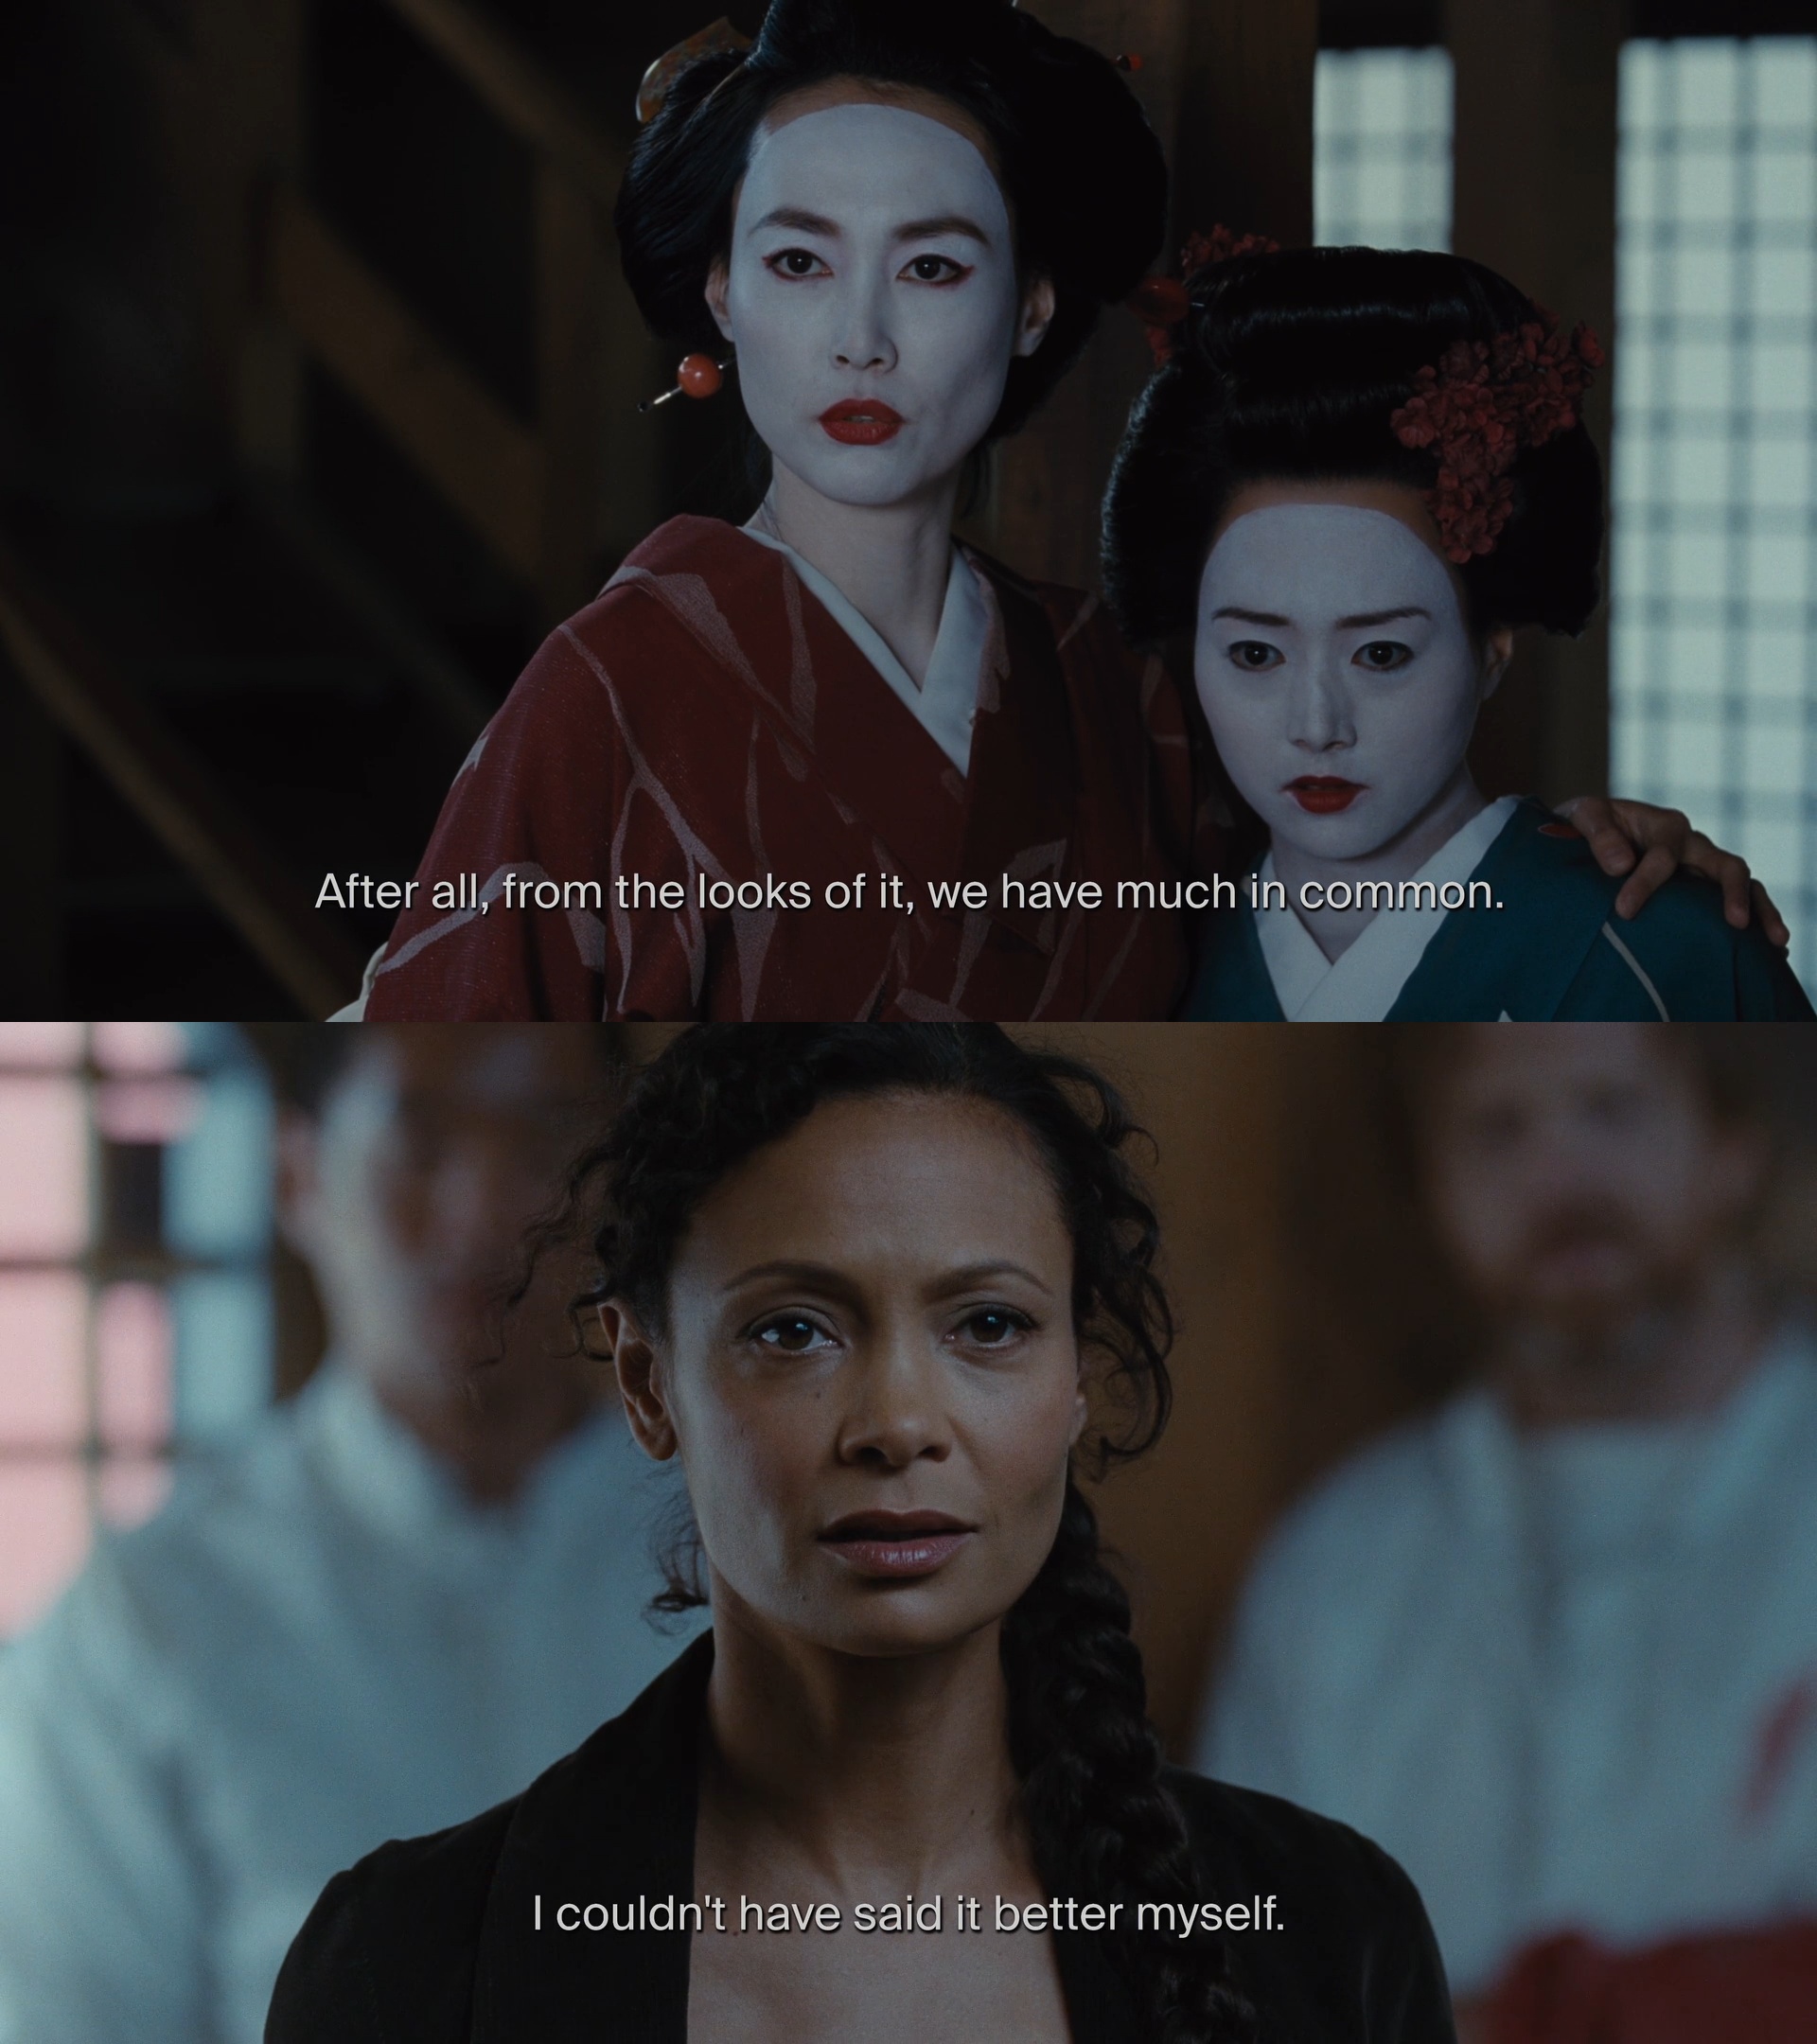 After all, from the looks of it, we have much in common.
I couldn't have said it better myself.